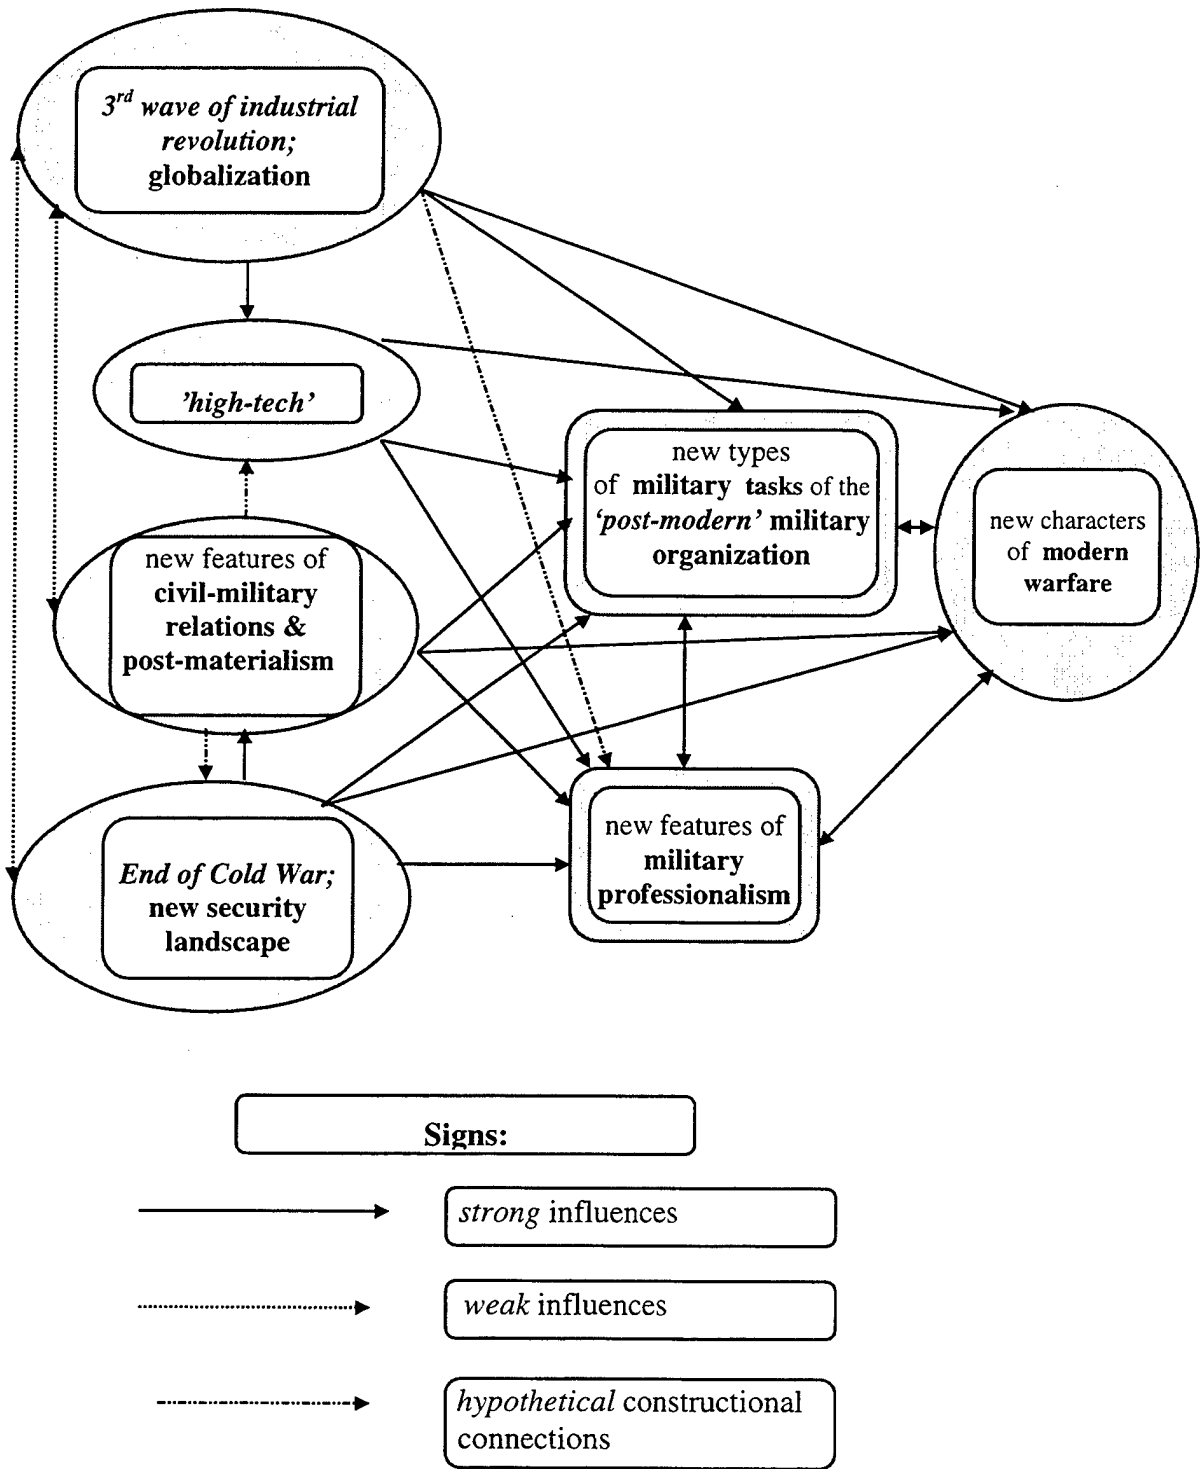 3rd wave of industrial
revolution;
globalization
'high-tech'
new types
of military tasks of the
‘post-modern’ military
organization
new characters
of modern
warfare
new features of
civil-military
relations &
post-materialism
new features of
military
professionalism
End of Cold War;
new security
landscape
Signs:
strong influences
weak influences
hypothetical constructional
connections